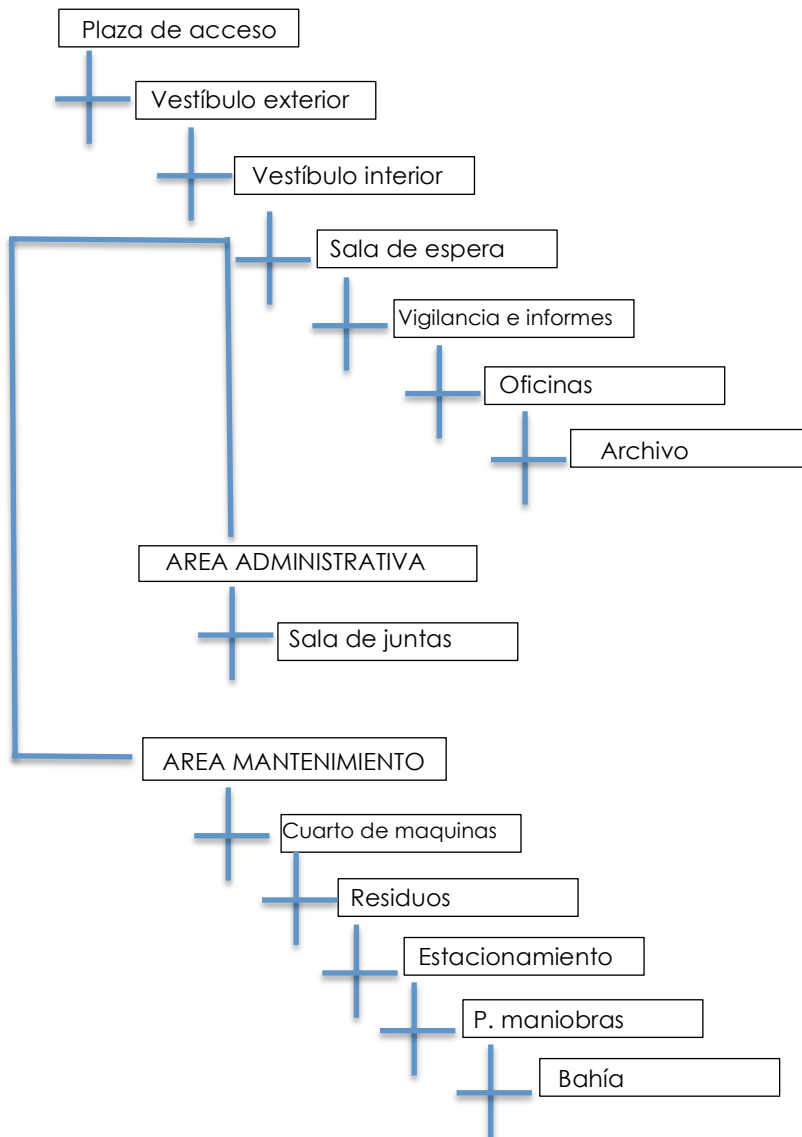 Plaza de acceso
Vestíbulo exterior
Vestíbulo interior
Sala de espera
Vigilancia e informes
Oficinas
Archivo
AREA ADMINISTRATIVA
Sala de juntas
AREA MANTENIMIENTO
Cuarto de maquinas
Residuos
Estacionamiento
P. maniobras
Bahía